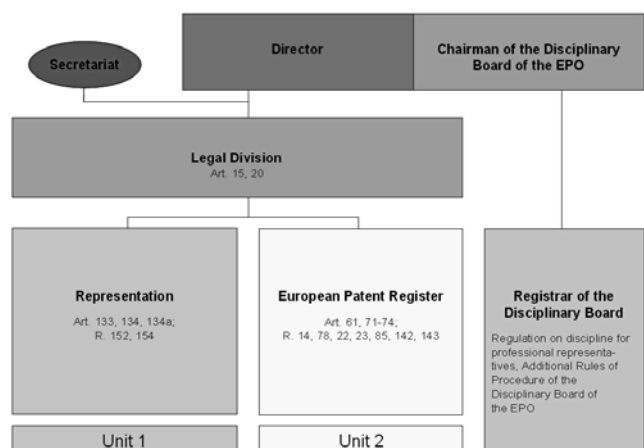 Secretariat
Director
Chairman of the Disciplinary
Board of the EPO
Legal Division
Art. 15, 20
Representation
Art. 133, 134, 134a;
R. 152, 154
European Patent Register
Art. 61, 71-74;
R. 14, 78, 22, 23, 85, 142, 143
Registrar of the
Disciplinary Board
Regulation on discipline for
professional representa-
tives, Additional Rules of
Procedure of the
Disciplinary Board of
the EPO
Unit 1
Unit 2